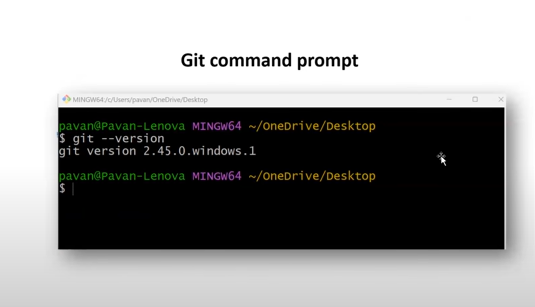 Git command prompt
MINGW64:/c/Users/pavan/OneDrive/Desktop
pavan@Pavan-Lenova MINGW64 ~/OneDrive/Desktop
$ git --version
git version 2.45.0.windows.1
pavan@Pavan-Lenova MINGW64 ~/OneDrive/Desktop
$